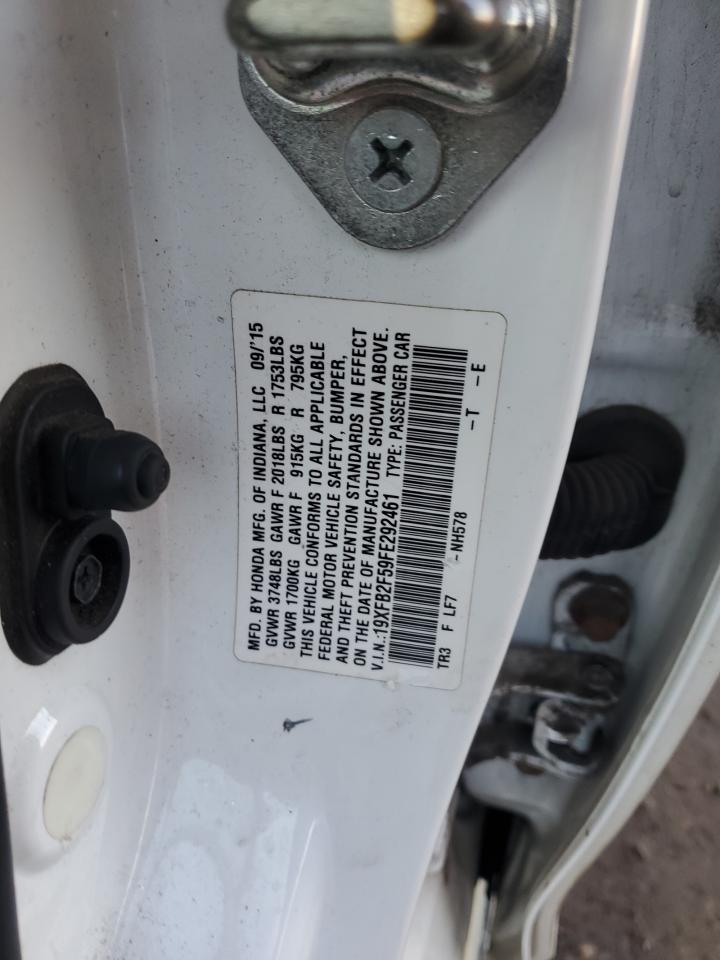 MFD. BY HONDA MFG. OF INDIANA, LLC 09/'15
GVWR 3748LBS GAWR F 2018LBS R 1753LBS
GVWR 1700KG GAWR F 915KG R 795KG
THIS VEHICLE CONFORMS TO ALL APPLICABLE
FEDERAL MOTOR VEHICLE SAFETY, BUMPER,
AND THEFT PREVENTION STANDARDS IN EFFECT
ON THE DATE OF MANUFACTURE SHOWN ABOVE.
V.I.N.:19XFB2F59FE292461 TYPE: PASSENGER CAR
TR3 F LF7 -NH578 -T -E